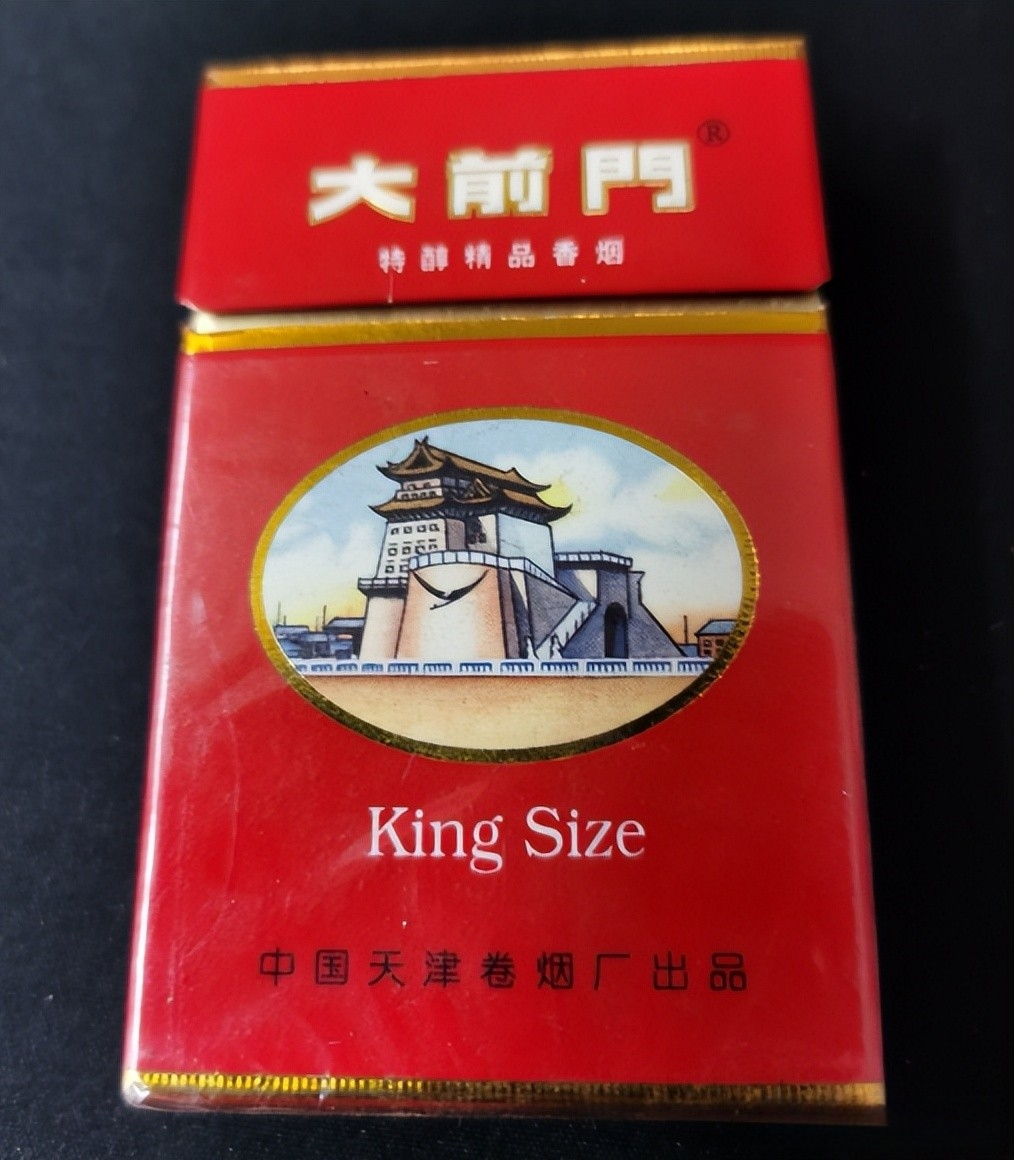 大前門®
特醇精品香烟
King Size
中国天津卷烟厂出品